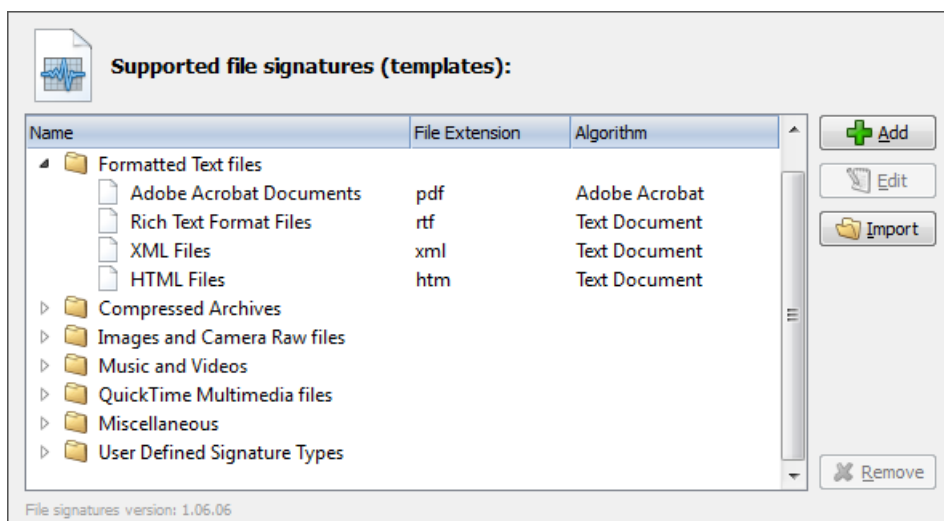 Supported file signatures (templates):
Name File Extension Algorithm
Formatted Text files
Adobe Acrobat Documents pdf Adobe Acrobat
Rich Text Format Files rtf Text Document
XML Files xml Text Document
HTML Files htm Text Document
Compressed Archives
Images and Camera Raw files
Music and Videos
QuickTime Multimedia files
Miscellaneous
User Defined Signature Types
Add
Edit
Import
Remove
File signatures version: 1.06.06